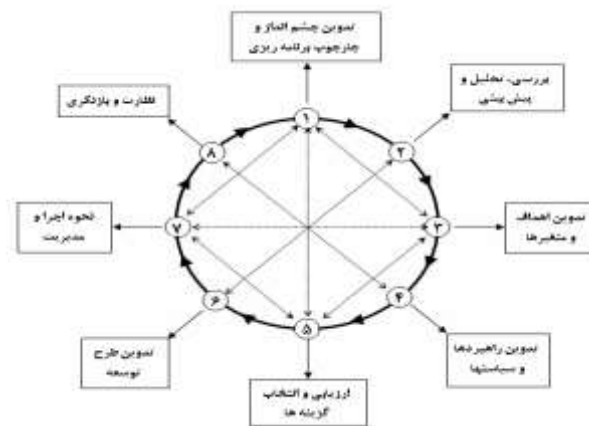 تدوین چشم انداز و
چارچوب برنامه ریزی
بررسی، تحلیل و
پیش بینی
تدوین اهداف
و متغیرها
تدوین راهبردها
و سیاستها
ارزیابی و انتخاب
گزینه ها
تدوین طرح
توسعه
نحوه اجرا و
مدیریت
نظارت و بازنگری
۱
۲
۳
۴
۵
۶
۷
۸